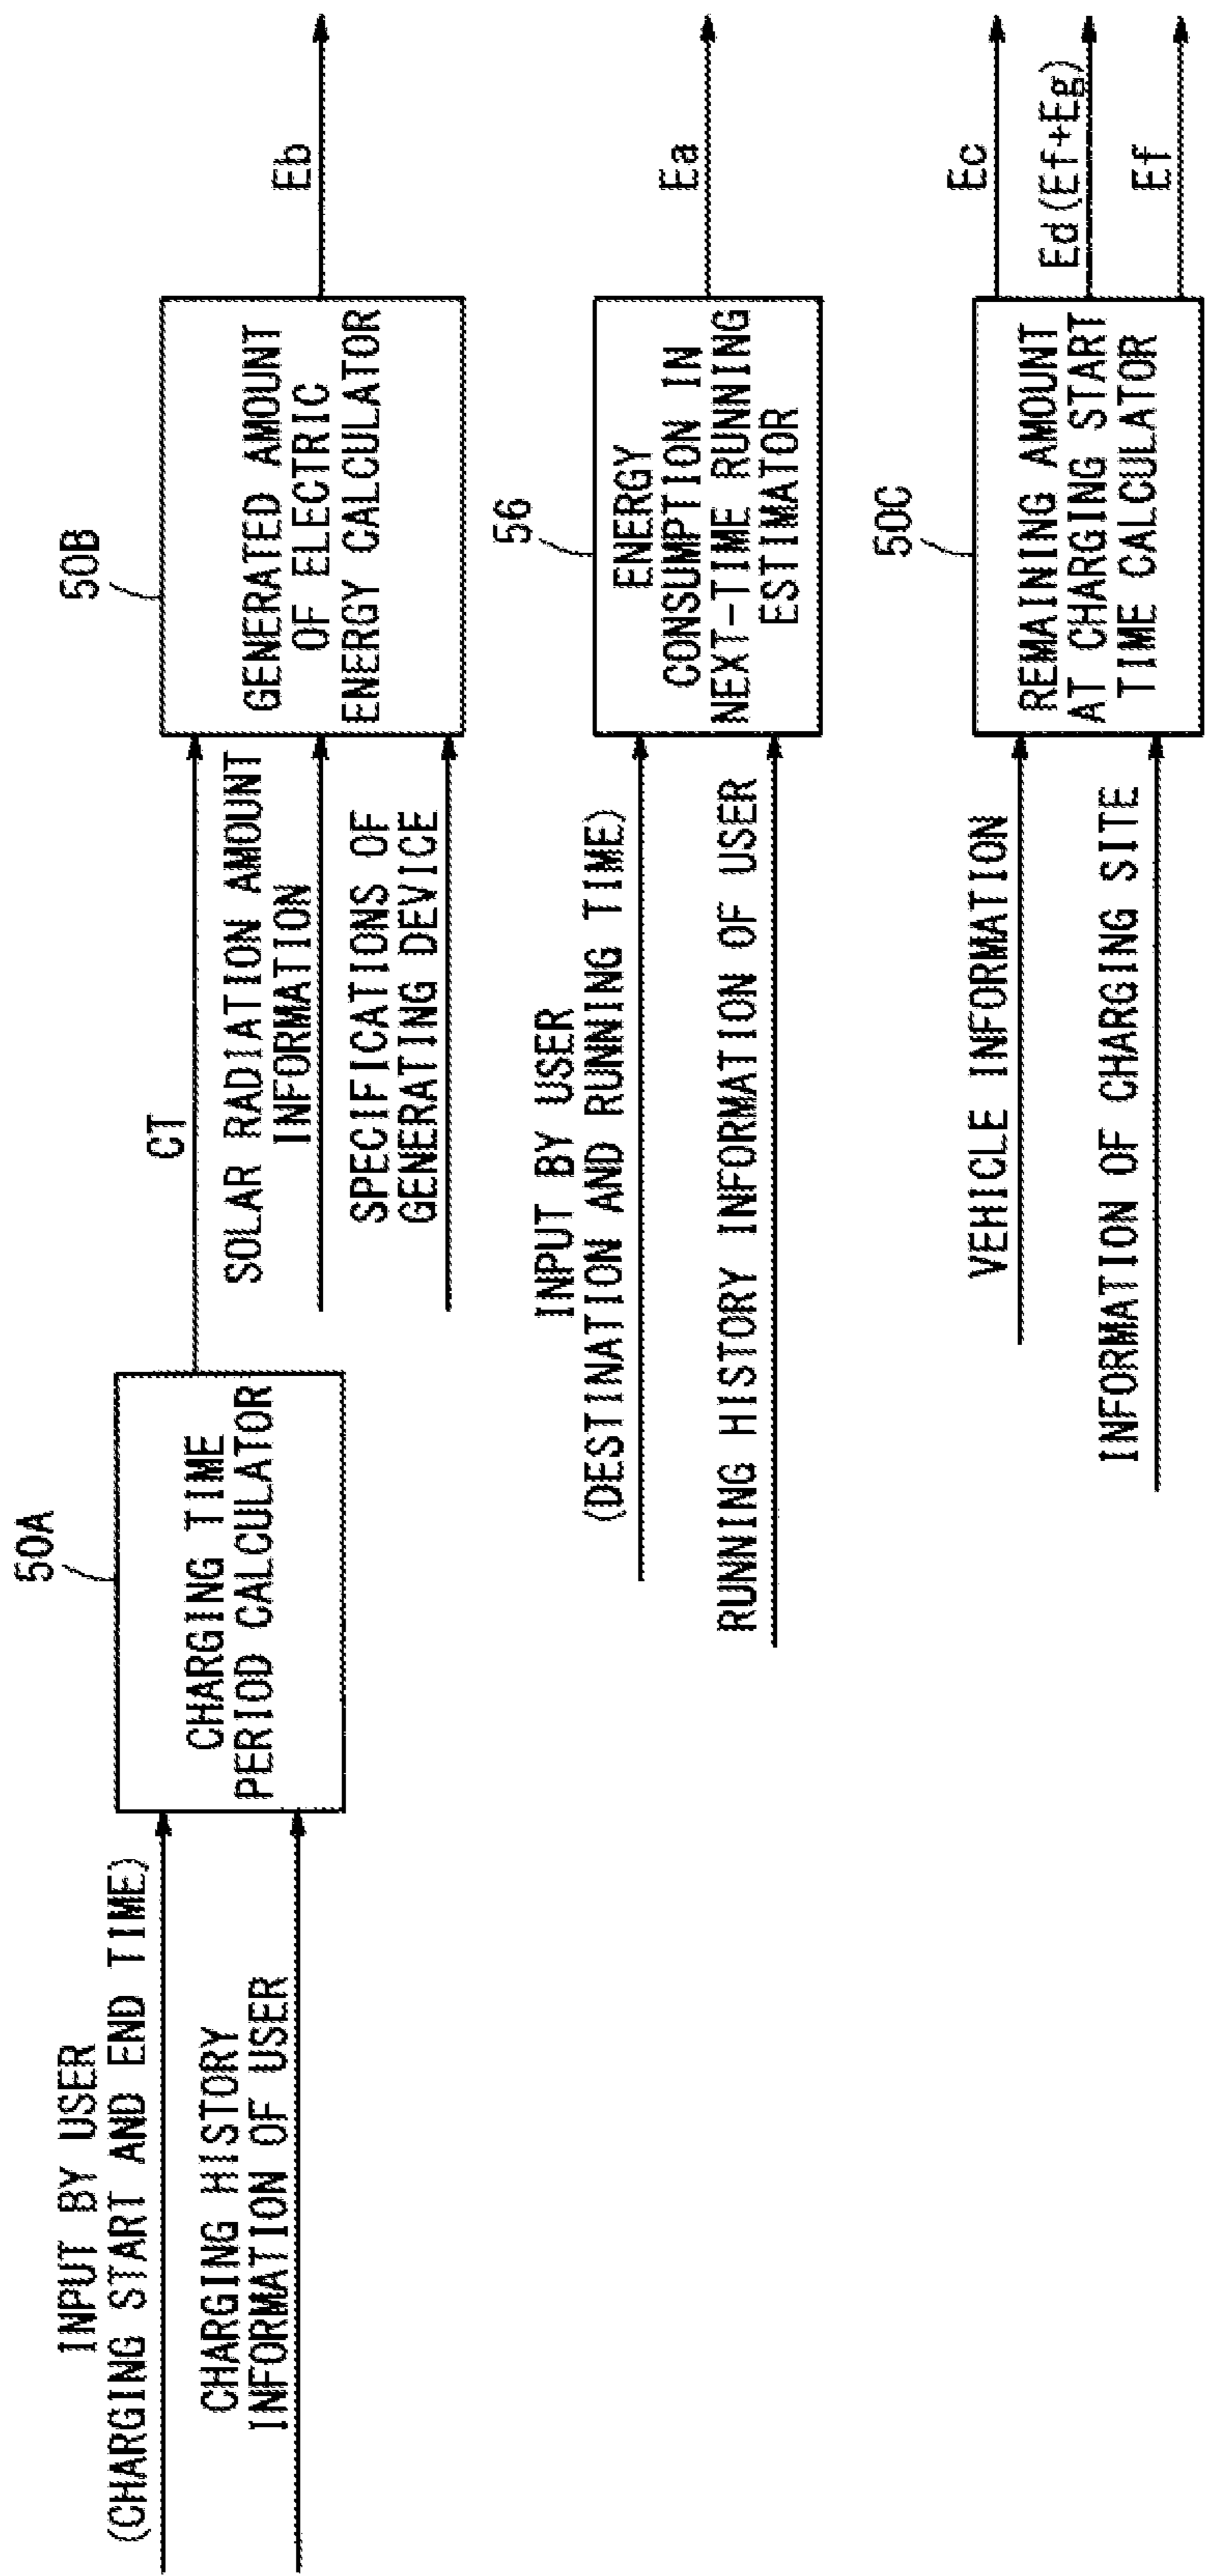 50A
INPUT BY USER
(CHARGING START AND END TIME)
CHARGING HISTORY
INFORMATION OF USER
CHARGING TIME
PERIOD CALCULATOR
CT
SOLAR RADIATION AMOUNT
INFORMATION
SPECIFICATIONS OF
GENERATING DEVICE
50B
GENERATED AMOUNT
OF ELECTRIC
ENERGY CALCULATOR
Eb
INPUT BY USER
(DESTINATION AND RUNNING TIME)
RUNNING HISTORY INFORMATION OF USER
56
ENERGY
CONSUMPTION IN
NEXT-TIME RUNNING
ESTIMATOR
Ea
VEHICLE INFORMATION
INFORMATION OF CHARGING SITE
50C
REMAINING AMOUNT
AT CHARGING START
TIME CALCULATOR
Ec
Ed(Ef+Eg)
Ef